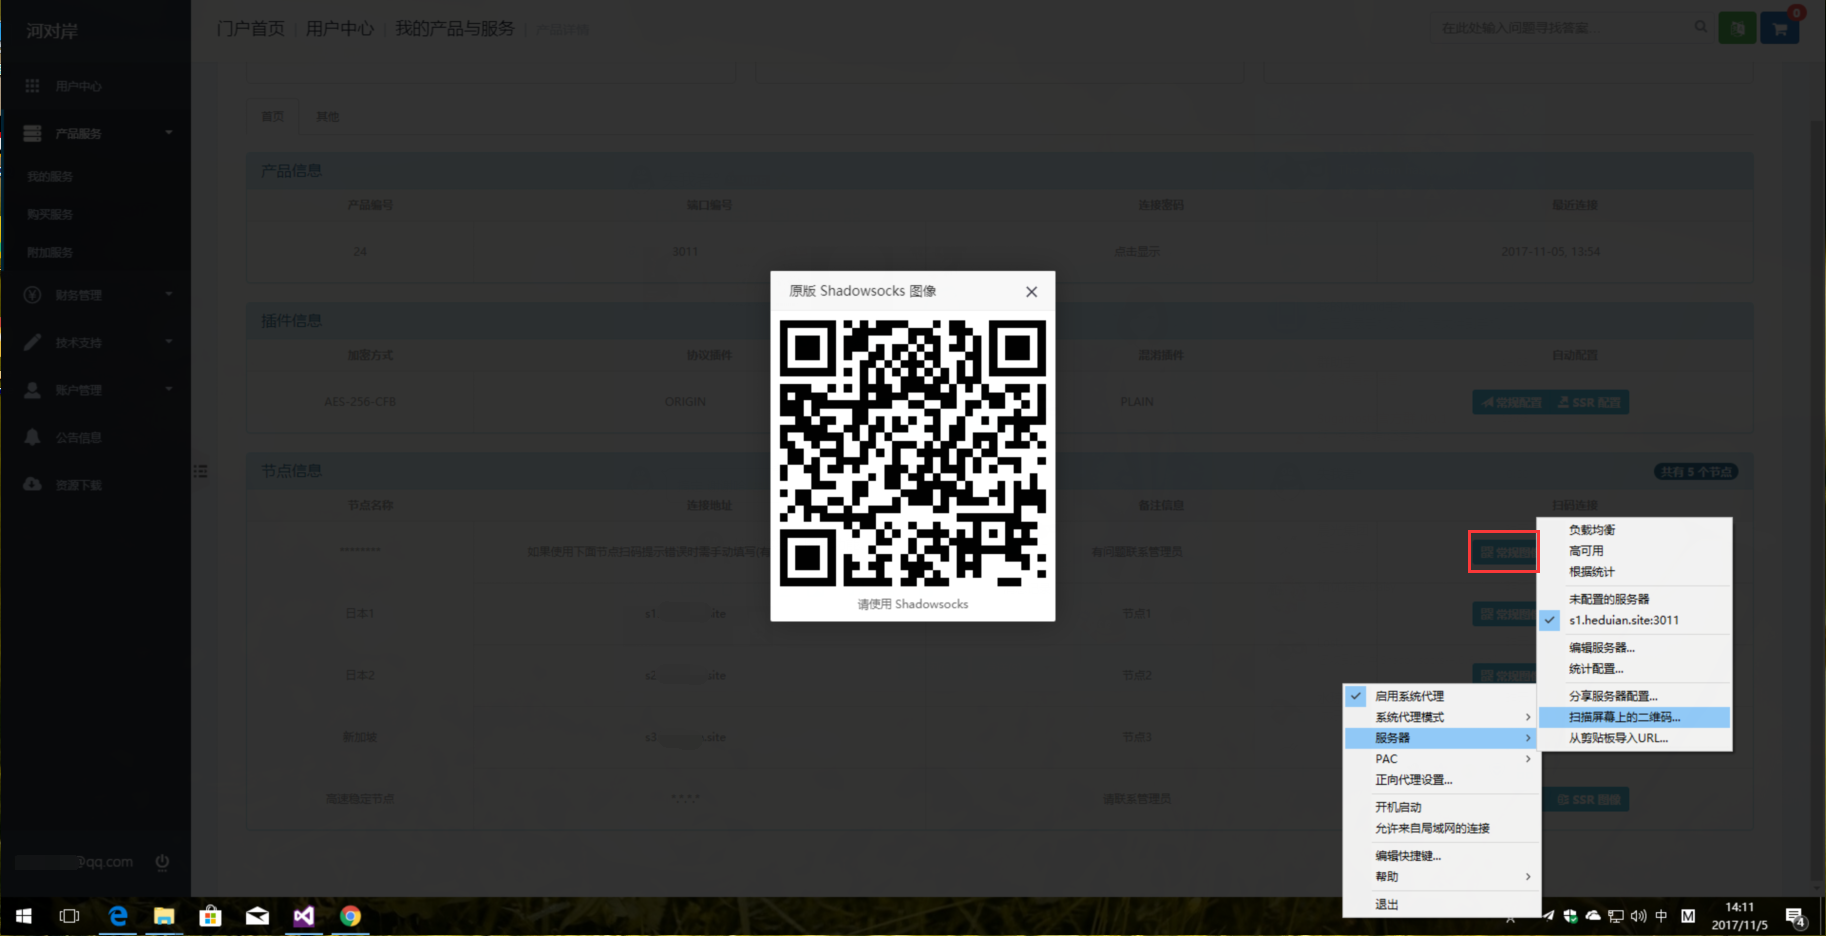 河对岸
门户首页 | 用户中心 | 我的产品与服务 | 产品详情
在此处输入问题寻找答案...
0
用户中心
产品服务
我的服务
购买服务
附加服务
财务管理
技术支持
账户管理
公告信息
资源下载
@qq.com
首页 其他
产品信息
产品编号 端口编号 连接密码 最近连接
24 3011 点击显示 2017-11-05, 13:54
插件信息
加密方式 协议插件 混淆插件 自动配置
AES-256-CFB ORIGIN PLAIN 常规配置 SSR 配置
节点信息 共有 5 个节点
节点名称 连接地址 备注信息 扫码连接
******** 如果使用下面节点扫码提示错误时需手动填写(有 有问题联系管理员 常规图像
日本1 s1 .ite 节点1 常规图像
日本2 s2 .site 节点2 常规图像
新加坡 s3 .site 节点3
高速稳定节点 *.*.*.* 请联系管理员 SSR 图像
原版 Shadowsocks 图像
请使用 Shadowsocks
负载均衡
高可用
根据统计
未配置的服务器
s1.heduian.site:3011
编辑服务器...
统计配置...
分享服务器配置...
扫描屏幕上的二维码...
从剪贴板导入URL...
启用系统代理
系统代理模式
服务器
PAC
正向代理设置...
开机启动
允许来自局域网的连接
编辑快捷键...
帮助
退出
中 M
14:11
2017/11/5
4